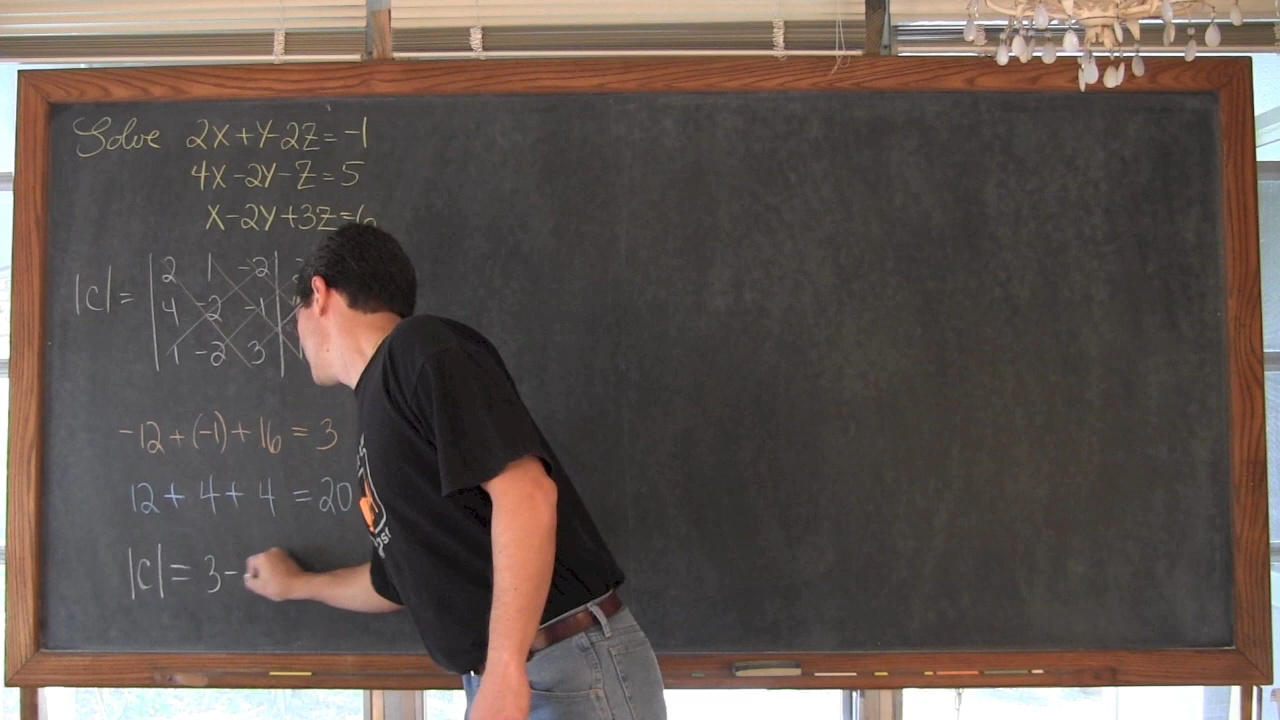 Solve 2X+Y-2Z=-1
4X-2Y-Z=5
X-2Y+3Z=6
|C|= | 2 1 -2 |
4 -2 -1
1 -2 3 | 1
-12+(-1)+16=3
12+4+4=20
|C|=3-